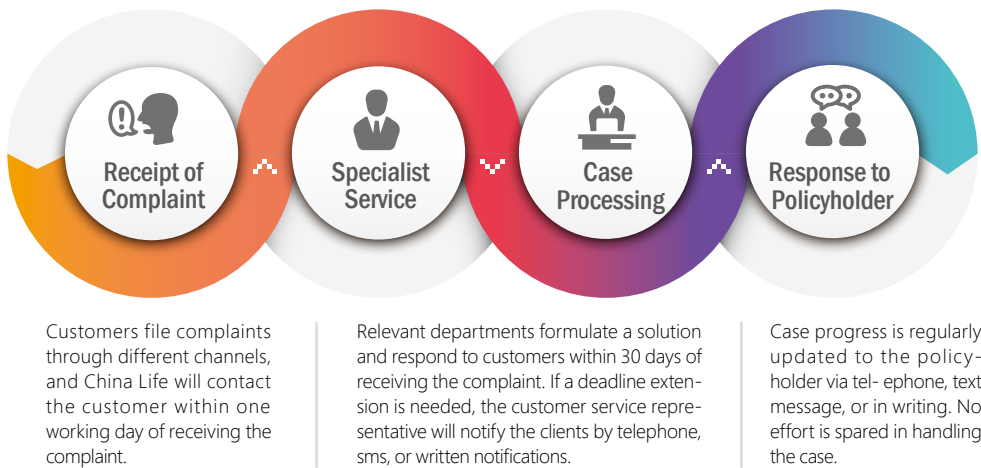 Receipt of
Complaint
Specialist
Service
Case
Processing
Response to
Policyholder
Customers file complaints
through different channels,
and China Life will contact
the customer within one
working day of receiving the
complaint.
Relevant departments formulate a solution
and respond to customers within 30 days of
receiving the complaint. If a deadline exten-
sion is needed, the customer service repre-
sentative will notify the clients by telephone,
sms, or written notifications.
Case progress is regularly
updated to the policy-
holder via tel- ephone, text
message, or in writing. No
effort is spared in handling
the case.